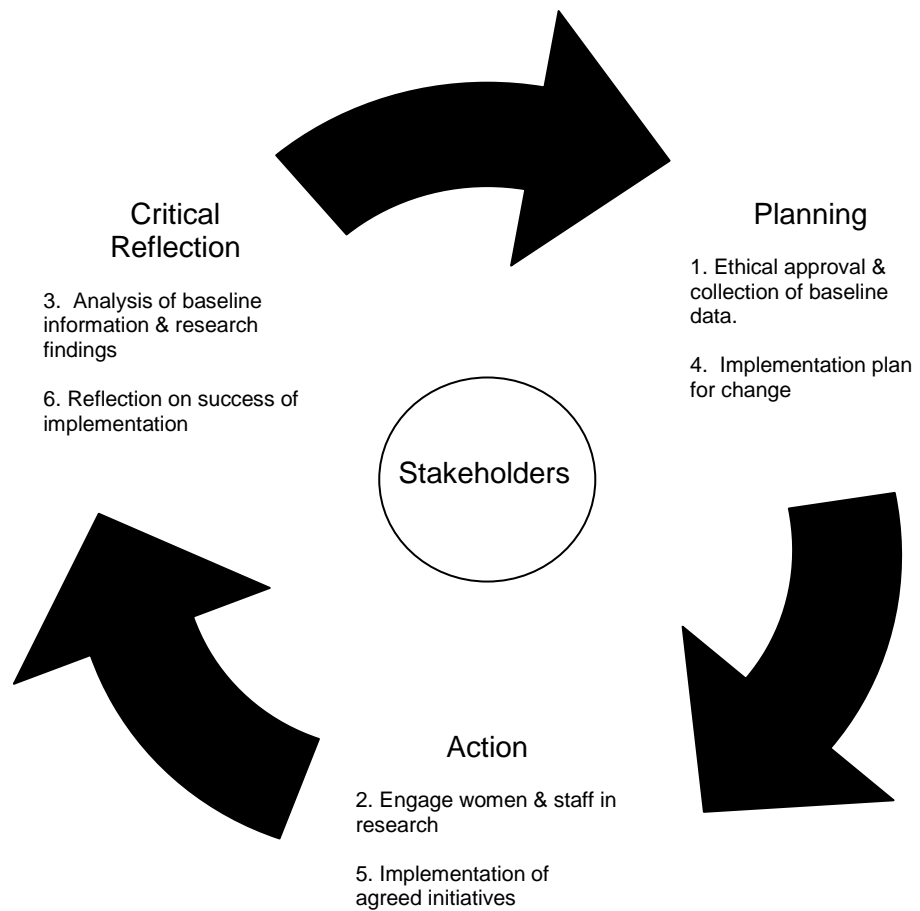 Critical
Reflection
3. Analysis of baseline
information & research
findings
6. Reflection on success of
implementation
Planning
1. Ethical approval &
collection of baseline
data.
4. Implementation plan
for change
Stakeholders
Action
2. Engage women & staff in
research
5. Implementation of
agreed initiatives